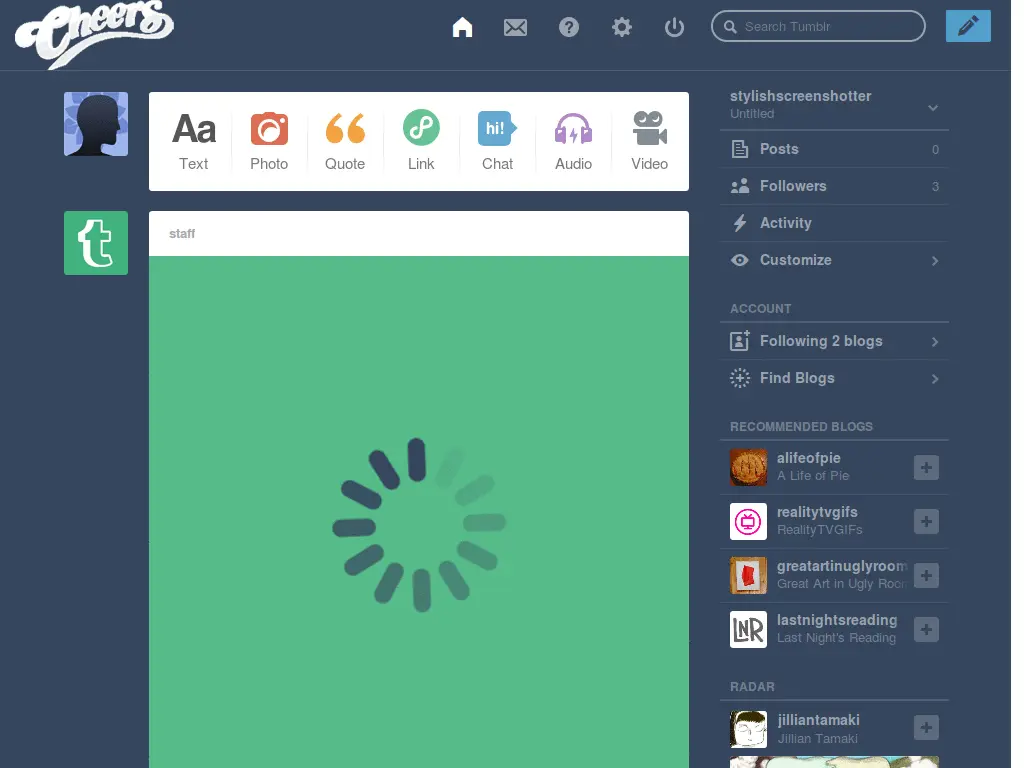 Cheers
Search Tumblr
Aa
Text
Photo
Quote
Link
hi!
Chat
Audio
Video
t
staff
stylishscreenshotter
Untitled
Posts 0
Followers 3
Activity
Customize
ACCOUNT
Following 2 blogs
Find Blogs
RECOMMENDED BLOGS
alifeofpie
A Life of Pie
realitytvgifs
RealityTVGIFs
greatartinuglyroom
Great Art in Ugly Roo
LNR
lastnightsreading
Last Night's Reading
RADAR
jilliantamaki
Jillian Tamaki